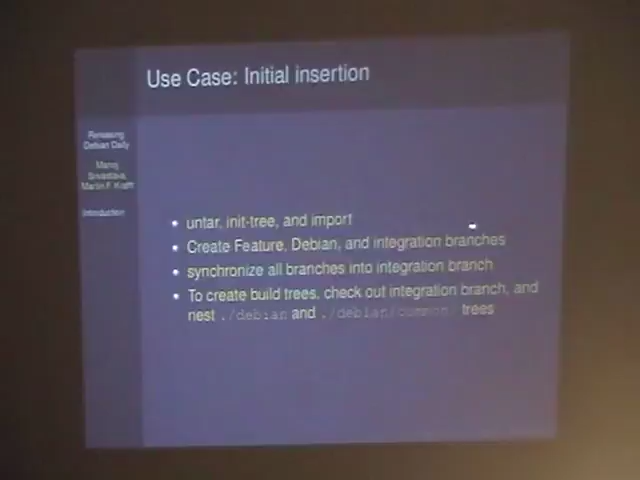 Use Case: Initial insertion
Debian Daily
Manoj
Srivastava,
Martin F. Krafft
Introduction
untar, init-tree, and import
Create Feature, Debian, and integration branches
synchronize all branches into integration branch
To create build trees, check out integration branch, and
nest ./debian and ./debian/common/ trees